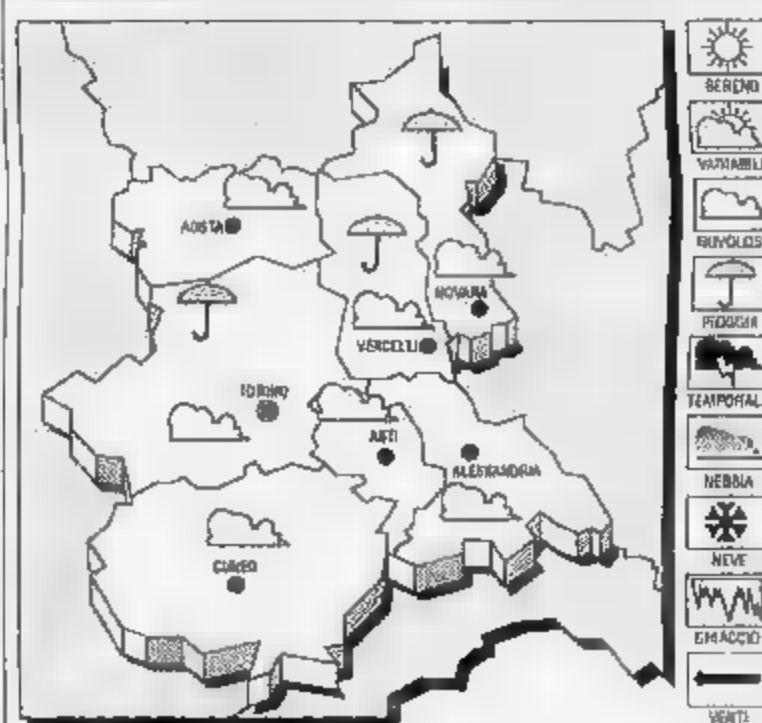 SERENO
VARIABILE
NUVOLOSO
PIOGGIA
TEMPORALE
NEBBIA
NEVE
GHIACCIO
VENTI
AOSTA
NOVARA
VERCELLI
TORINO
ASTI
ALESSANDRIA
CUNEO